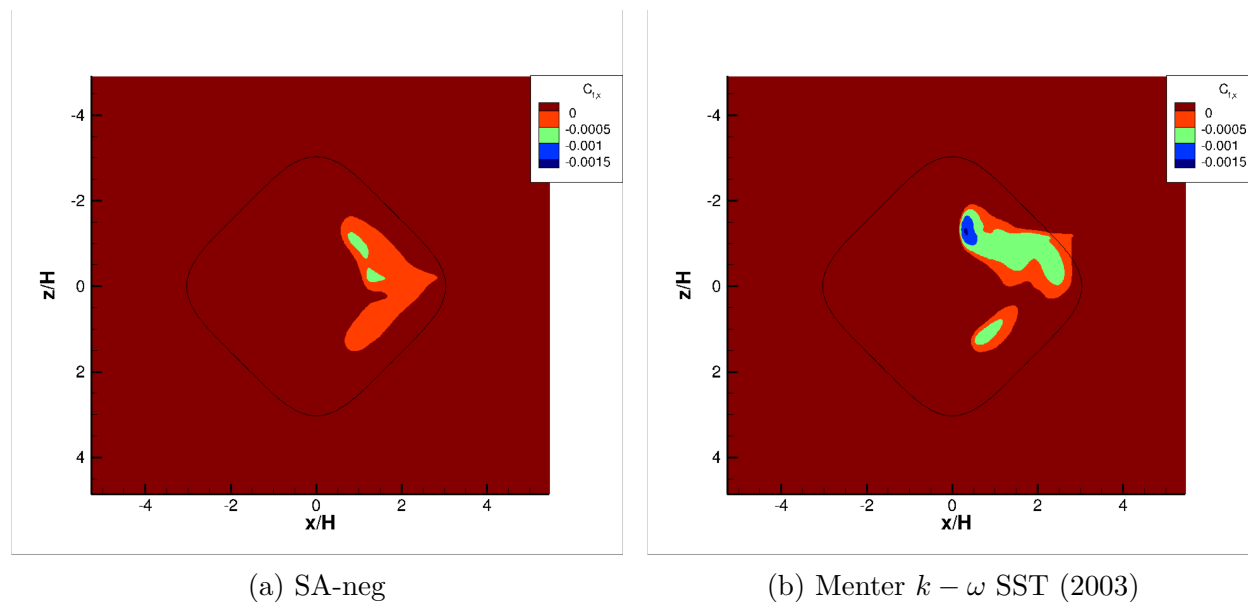 C_{f,x}
0
-0.0005
-0.001
-0.0015
-4
-2
0
2
4
z/H
-4 -2 0 2 4
x/H
(a) SA-neg
C_{f,x}
0
-0.0005
-0.001
-0.0015
-4
-2
0
2
4
z/H
-4 -2 0 2 4
x/H
(b) Menter k − ω SST (2003)